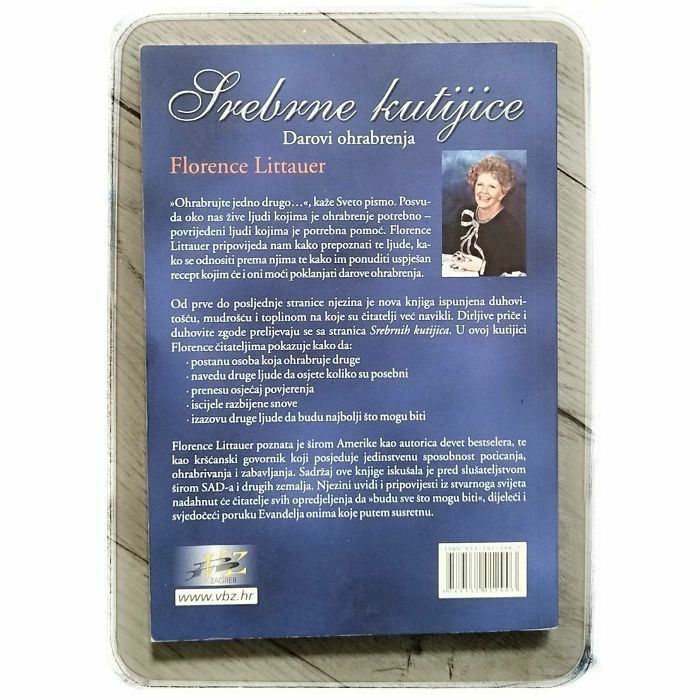 Srebrne kutijice
Darovi ohrabrenja
Florence Littauer
»Ohrabrujte jedno drugo…«, kaže Sveto pismo. Posvu-
da oko nas žive ljudi kojima je ohrabrenje potrebno –
povrijeđeni ljudi kojima je potrebna pomoć. Florence
Littauer pripovijeda nam kako prepoznati te ljude, ka-
ko se odnositi prema njima te kako im ponuditi uspješan
recept kojim će i oni moći poklanjati darove ohrabrenja.
Od prve do posljednje stranice njezina je nova knjiga ispunjena duhovi-
tošću, mudrošću i toplinom na koje su čitatelji već navikli. Dirljive priče i
duhovite zgode prelijevaju se sa stranica Srebrnih kutijica. U ovoj kutijici
Florence čitateljima pokazuje kako da:
· postanu osoba koja ohrabruje druge
· navedu druge ljude da osjete koliko su posebni
· prenesu osjećaj povjerenja
· iscijele razbijene snove
· izazovu druge ljude da budu najbolji što mogu biti
Florence Littauer poznata je širom Amerike kao autorica devet bestselera, te
kao kršćanski govornik koji posjeduje jedinstvenu sposobnost poticanja,
ohrabrivanja i zabavljanja. Sadržaj ove knjige iskušala je pred slušateljstvom
širom SAD-a i drugih zemalja. Njezini uvidi i pripovijesti iz stvarnoga svijeta
nadahnut će čitatelje svih opredjeljenja da »budu sve što mogu biti«, dijeleći i
svjedočeći poruku Evanđelja onima koje putem susretnu.
VBZ
ZAGREB
www.vbz.hr
ISBN